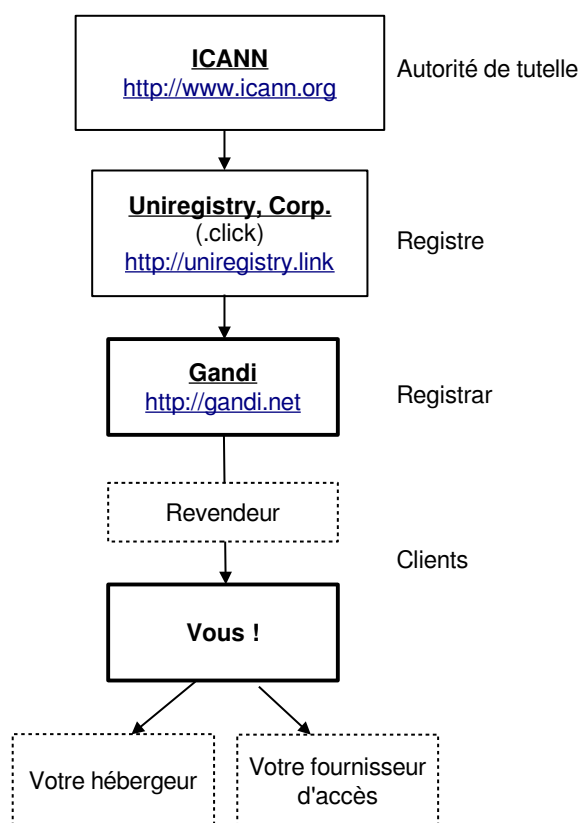 ICANN
http://www.icann.org
Autorité de tutelle
Uniregistry, Corp.
(.click)
http://uniregistry.link
Registre
Gandi
http://gandi.net
Registrar
Revendeur
Clients
Vous !
Votre hébergeur
Votre fournisseur
d'accès